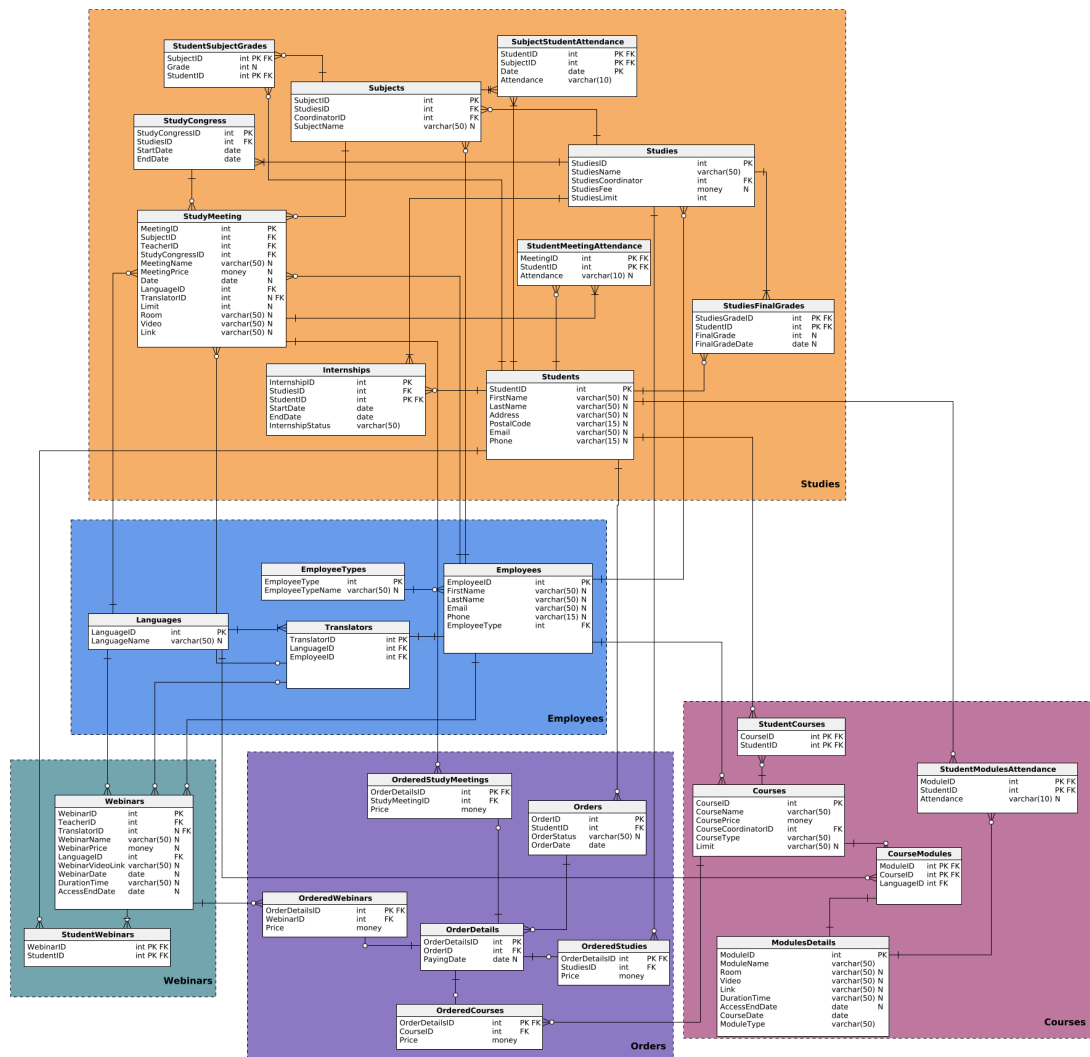 StudentSubjectGrades
SubjectID int PK FK
Grade int N
StudentID int PK FK
SubjectStudentAttendance
StudentID int PK FK
SubjectID int PK FK
Date date PK
Attendance varchar(10)
Subjects
SubjectID int PK
StudiesID int FK
CoordinatorID int FK
SubjectName varchar(50) N
StudyCongress
StudyCongressID int PK
StudiesID int FK
StartDate date
EndDate date
Studies
StudiesID int PK
StudiesName varchar(50)
StudiesCoordinator int FK
StudiesFee money N
StudiesLimit int
StudyMeeting
MeetingID int PK
SubjectID int FK
TeacherID int FK
StudyCongressID int FK
MeetingName varchar(50) N
MeetingPrice money N
Date date N
LanguageID int FK
TranslatorID int N FK
Limit int N
Room varchar(50) N
Video varchar(50) N
Link varchar(50) N
StudentMeetingAttendance
MeetingID int PK FK
StudentID int PK FK
Attendance varchar(10) N
StudiesFinalGrades
StudiesGradeID int PK FK
StudentID int PK FK
FinalGrade int N
FinalGradeDate date N
Internships
InternshipID int PK
StudiesID int FK
StudentID int PK FK
StartDate date
EndDate date
InternshipStatus varchar(50)
Students
StudentID int PK
FirstName varchar(50) N
LastName varchar(50) N
Address varchar(50) N
PostalCode varchar(15) N
Email varchar(50) N
Phone varchar(15) N
Studies
EmployeeTypes
EmployeeType int PK
EmployeeTypeName varchar(50) N
Employees
EmployeeID int PK
FirstName varchar(50) N
LastName varchar(50) N
Email varchar(50) N
Phone varchar(15) N
EmployeeType int FK
Languages
LanguageID int PK
LanguageName varchar(50) N
Translators
TranslatorID int PK
LanguageID int FK
EmployeeID int FK
Employees
Webinars
WebinarID int PK
TeacherID int FK
TranslatorID int N FK
WebinarName varchar(50) N
WebinarPrice money N
LanguageID int FK
WebinarVideoLink varchar(50) N
WebinarDate date N
DurationTime varchar(50) N
AccessEndDate date N
StudentWebinars
WebinarID int PK FK
StudentID int PK FK
Webinars
OrderedStudyMeetings
OrderDetailsID int PK FK
StudyMeetingID int FK
Price money
Orders
OrderID int PK
StudentID int FK
OrderStatus varchar(50) N
OrderDate date
OrderedWebinars
OrderDetailsID int PK FK
WebinarID int FK
Price money
OrderDetails
OrderDetailsID int PK
OrderID int FK
PayingDate date N
OrderedStudies
OrderDetailsID int PK FK
StudiesID int FK
Price money
OrderedCourses
OrderDetailsID int PK FK
CourseID int FK
Price money
Orders
StudentCourses
CourseID int PK FK
StudentID int PK FK
StudentModulesAttendance
ModuleID int PK FK
StudentID int PK FK
Attendance varchar(10) N
Courses
CourseID int PK
CourseName varchar(50)
CoursePrice money
CourseCoordinatorID int FK
CourseType varchar(50)
Limit varchar(50) N
CourseModules
ModuleID int PK FK
CourseID int PK FK
LanguageID int FK
ModulesDetails
ModuleID int PK
ModuleName varchar(50)
Room varchar(50) N
Video varchar(50) N
Link varchar(50) N
DurationTime varchar(50) N
AccessEndDate date N
CourseDate date
ModuleType varchar(50)
Courses